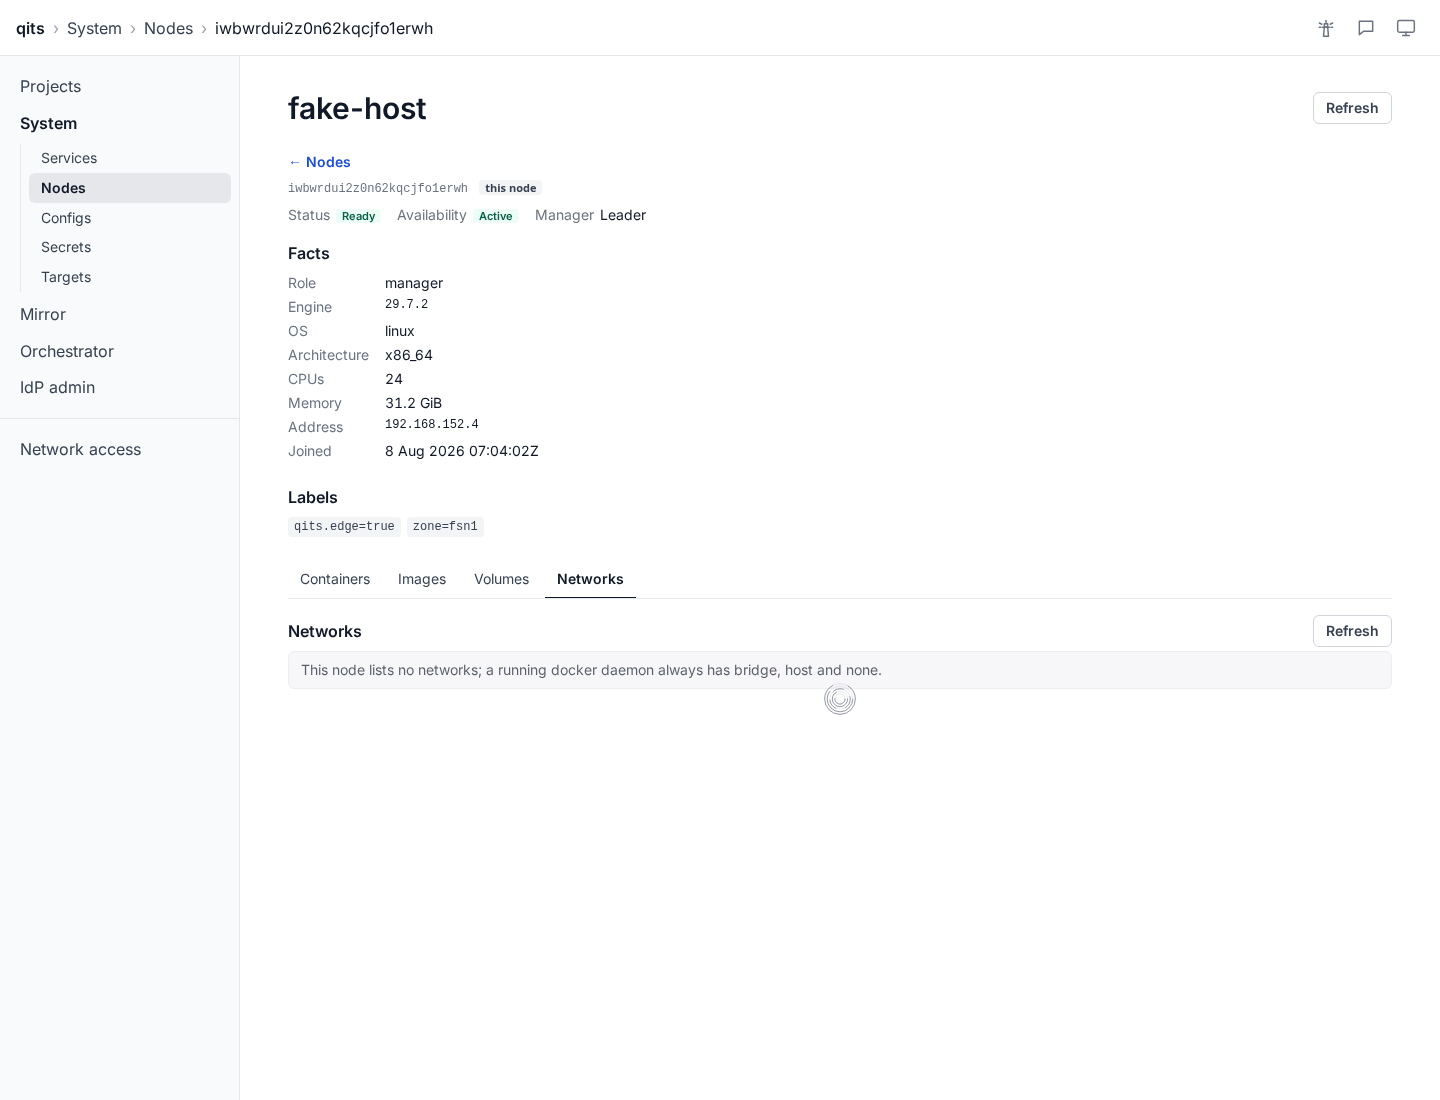 qits › System › Nodes › iwbwrdui2z0n62kqcjfo1erwh
Projects
System
Services
Nodes
Configs
Secrets
Targets
Mirror
Orchestrator
IdP admin
Network access
fake-host
Refresh
← Nodes
iwbwrdui2z0n62kqcjfo1erwh this node
Status Ready Availability Active Manager Leader
Facts
Role manager
Engine 29.7.2
OS linux
Architecture x86_64
CPUs 24
Memory 31.2 GiB
Address 192.168.152.4
Joined 8 Aug 2026 07:04:02Z
Labels
qits.edge=true zone=fsn1
Containers Images Volumes Networks
Networks
Refresh
This node lists no networks; a running docker daemon always has bridge, host and none.